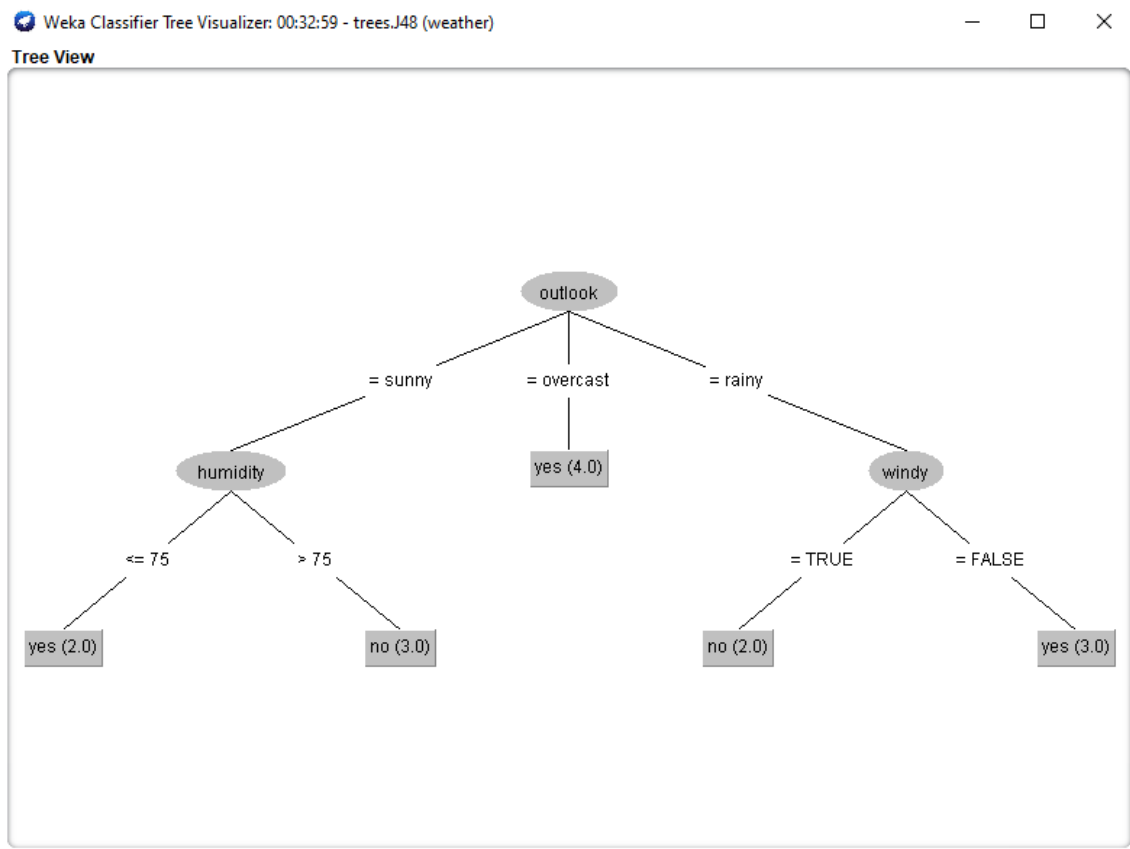 Weka Classifier Tree Visualizer: 00:32:59 - trees.J48 (weather)
Tree View
outlook
= sunny
= overcast
= rainy
humidity
yes (4.0)
windy
<= 75
> 75
= TRUE
= FALSE
yes (2.0)
no (3.0)
no (2.0)
yes (3.0)